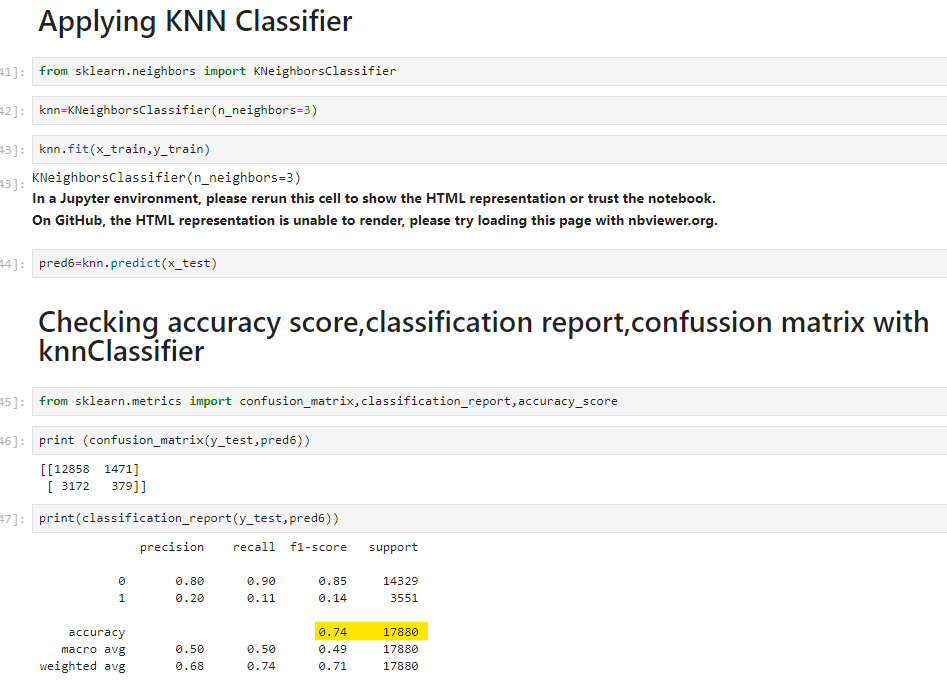 Applying KNN Classifier
41]: from sklearn.neighbors import KNeighborsClassifier
42]: knn=KNeighborsClassifier(n_neighbors=3)
43]: knn.fit(x_train,y_train)
43]: KNeighborsClassifier(n_neighbors=3)
In a Jupyter environment, please rerun this cell to show the HTML representation or trust the notebook.
On GitHub, the HTML representation is unable to render, please try loading this page with nbviewer.org.
44]: pred6=knn.predict(x_test)
Checking accuracy score,classification report,confussion matrix with
knnClassifier
45]: from sklearn.metrics import confusion_matrix,classification_report,accuracy_score
46]: print (confusion_matrix(y_test,pred6))
[[12858  1471]
 [ 3172   379]]
47]: print(classification_report(y_test,pred6))
precision    recall  f1-score   support
0       0.80      0.90      0.85     14329
1       0.20      0.11      0.14      3551
accuracy                           0.74     17880
macro avg       0.50      0.50      0.49     17880
weighted avg       0.68      0.74      0.71     17880